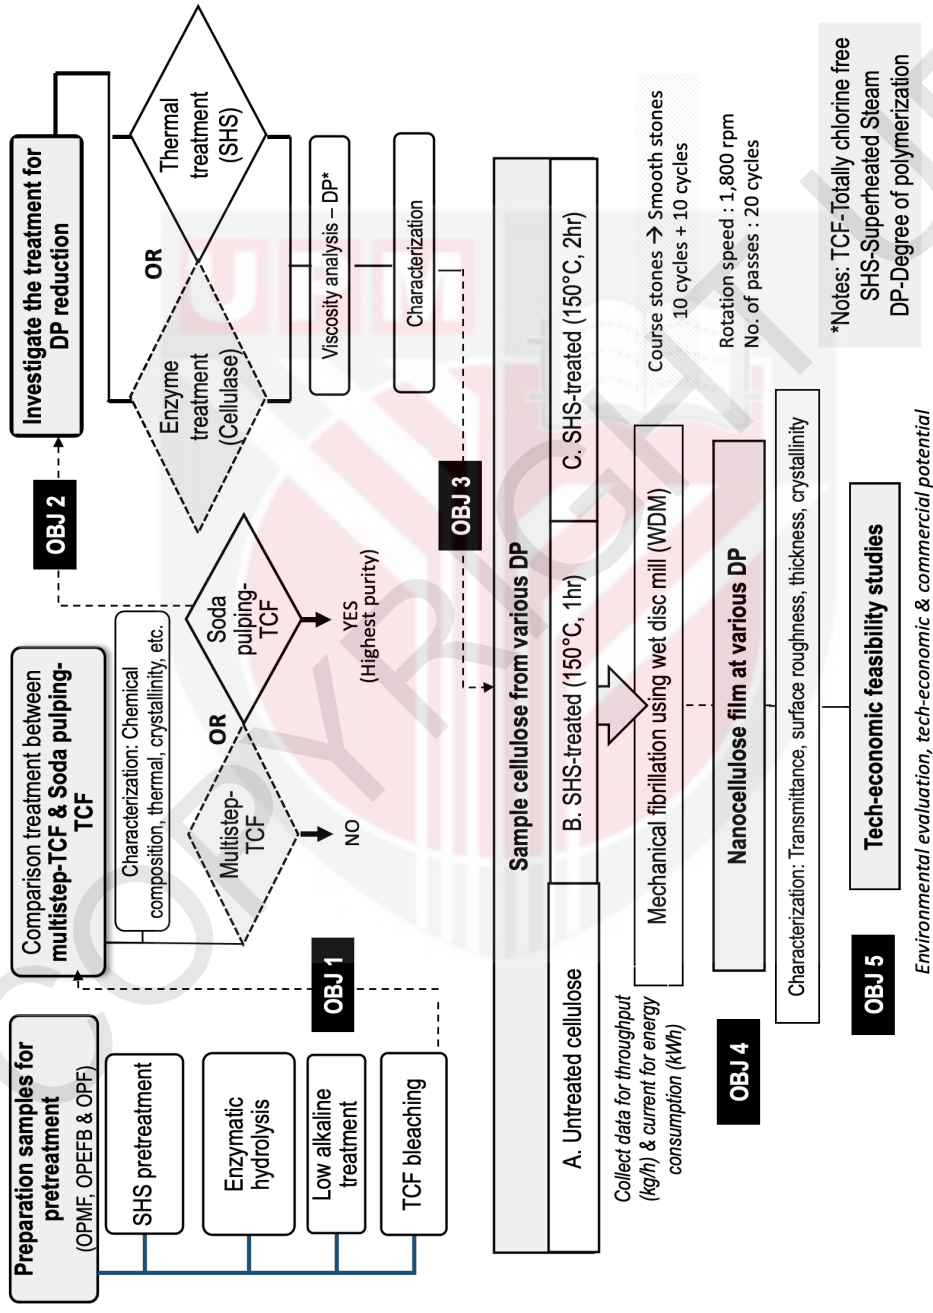 Preparation samples for
pretreatment
(OPMF, OPEFB & OPF)
SHS pretreatment
Enzymatic
hydrolysis
Low alkaline
treatment
TCF bleaching
OBJ 1
Comparison treatment between
multistep-TCF & Soda pulping-
TCF
Characterization: Chemical
composition, thermal, crystallinity, etc.
Multistep-
TCF
OR
Soda
pulping-
TCF
NO
YES
(Highest purity)
OBJ 2
Investigate the treatment for
DP reduction
Enzyme
treatment
(Cellulase)
OR
Thermal
treatment
(SHS)
Viscosity analysis – DP*
Characterization
OBJ 3
Sample cellulose from various DP
A. Untreated cellulose
B. SHS-treated (150°C, 1hr)
C. SHS-treated (150°C, 2hr)
Collect data for throughput
(kg/h) & current for energy
consumption (kWh)
Mechanical fibrillation using wet disc mill (WDM)
Course stones → Smooth stones
10 cycles + 10 cycles
Rotation speed : 1,800 rpm
No. of passes : 20 cycles
OBJ 4
Nanocellulose film at various DP
Characterization: Transmittance, surface roughness, thickness, crystallinity
OBJ 5
Tech-economic feasibility studies
Environmental evaluation, tech-economic & commercial potential
*Notes: TCF-Totally chlorine free
SHS-Superheated Steam
DP-Degree of polymerization
UPM
COPYRIGHT UP